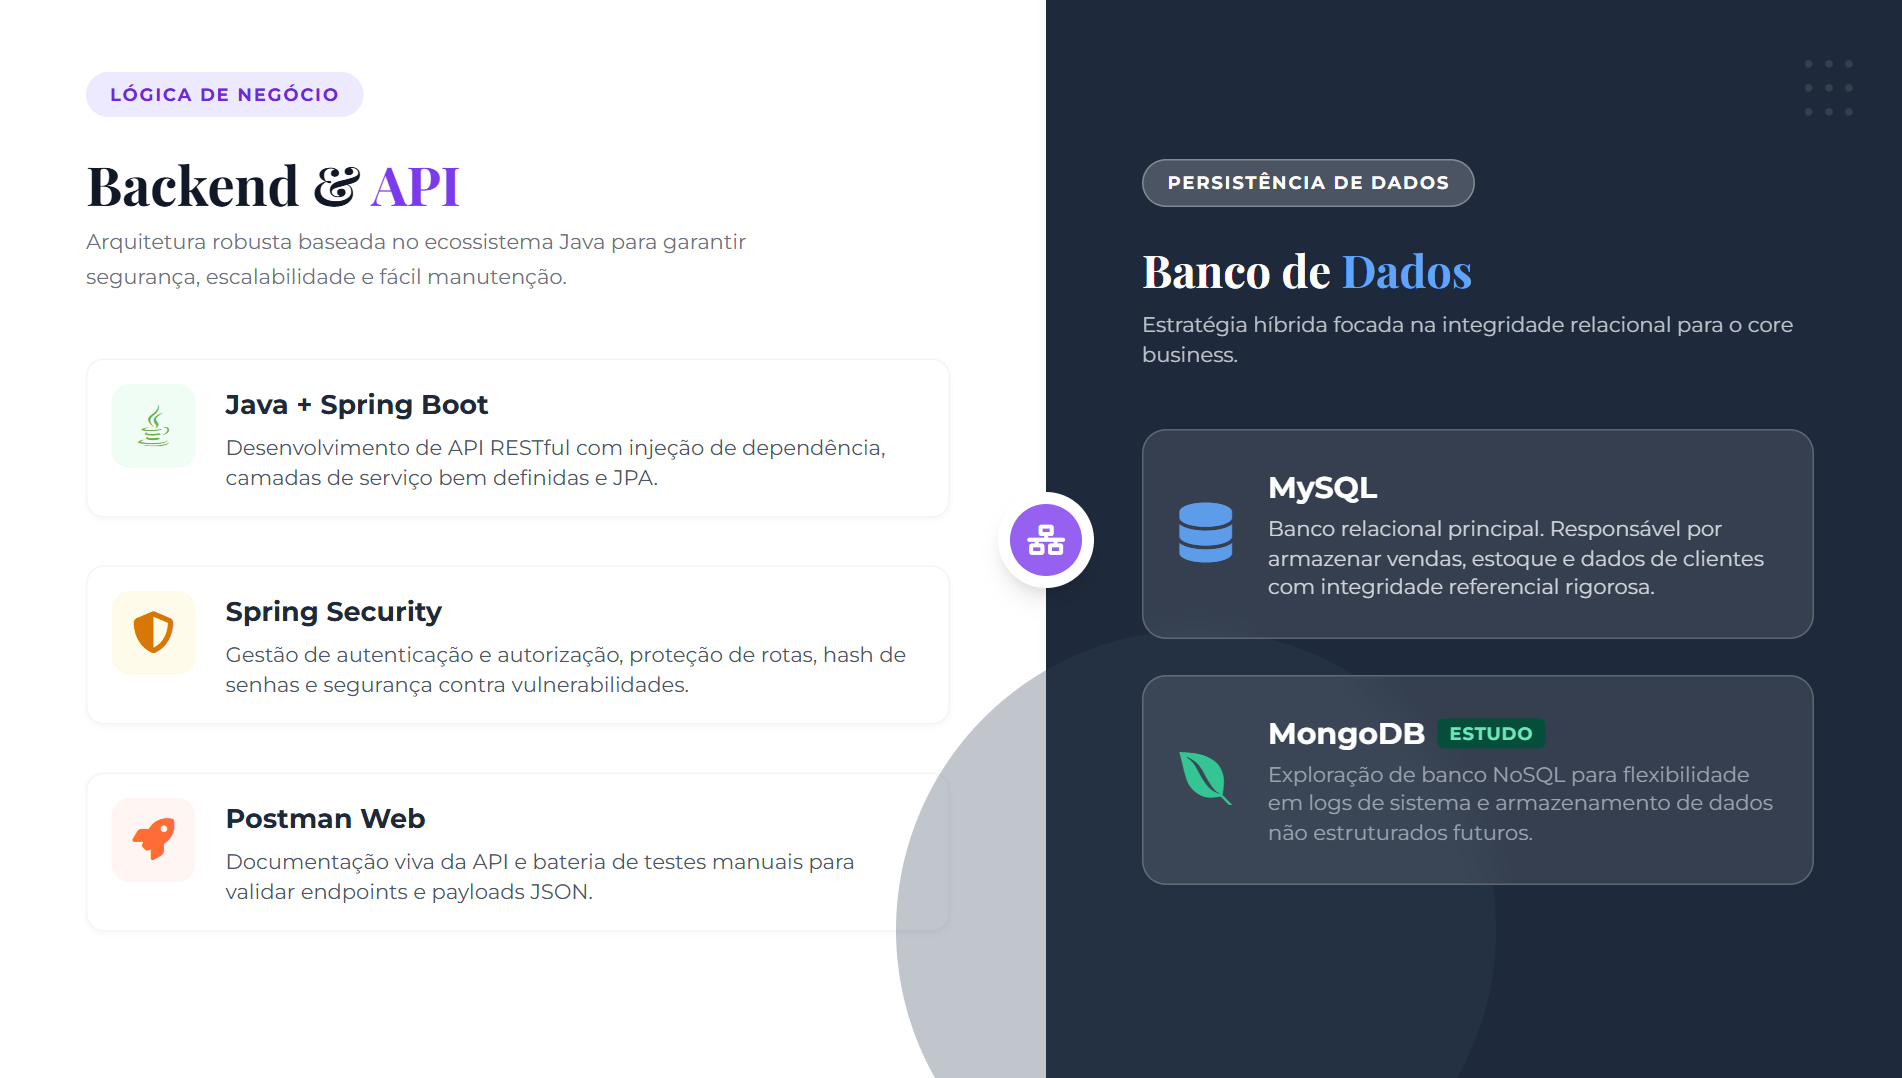 LÓGICA DE NEGÓCIO
Backend & API
Arquitetura robusta baseada no ecossistema Java para garantir
segurança, escalabilidade e fácil manutenção.
Java + Spring Boot
Desenvolvimento de API RESTful com injeção de dependência,
camadas de serviço bem definidas e JPA.
Spring Security
Gestão de autenticação e autorização, proteção de rotas, hash de
senhas e segurança contra vulnerabilidades.
Postman Web
Documentação viva da API e bateria de testes manuais para
validar endpoints e payloads JSON.
PERSISTÊNCIA DE DADOS
Banco de Dados
Estratégia híbrida focada na integridade relacional para o core
business.
MySQL
Banco relacional principal. Responsável por
armazenar vendas, estoque e dados de clientes
com integridade referencial rigorosa.
MongoDB ESTUDO
Exploração de banco NoSQL para flexibilidade
em logs de sistema e armazenamento de dados
não estruturados futuros.